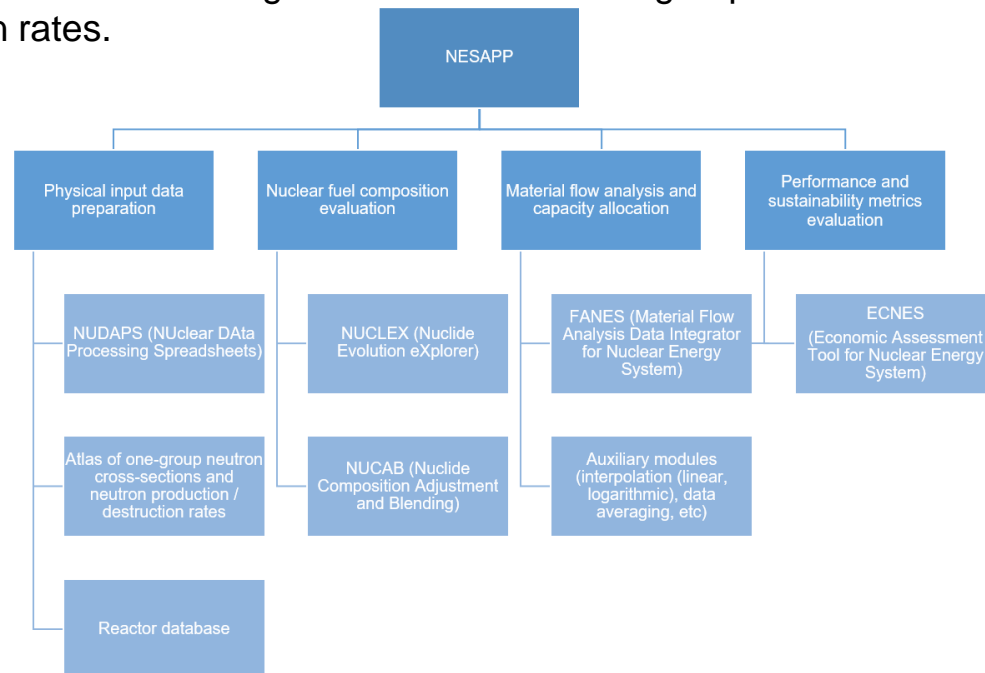 n rates.
NESAPP
Physical input data
preparation
Nuclear fuel composition
evaluation
Material flow analysis and
capacity allocation
Performance and
sustainability metrics
evaluation
NUDAPS (NUclear DAta
Processing Spreadsheets)
NUCLEX (Nuclide
Evolution eXplorer)
FANES (Material Flow
Analysis Data Integrator
for Nuclear Energy
System)
ECNES
(Economic Assessment
Tool for Nuclear Energy
System)
Atlas of one-group neutron
cross-sections and
neutron production /
destruction rates
NUCAB (Nuclide
Composition Adjustment
and Blending)
Auxiliary modules
(interpolation (linear,
logarithmic), data
averaging, etc)
Reactor database